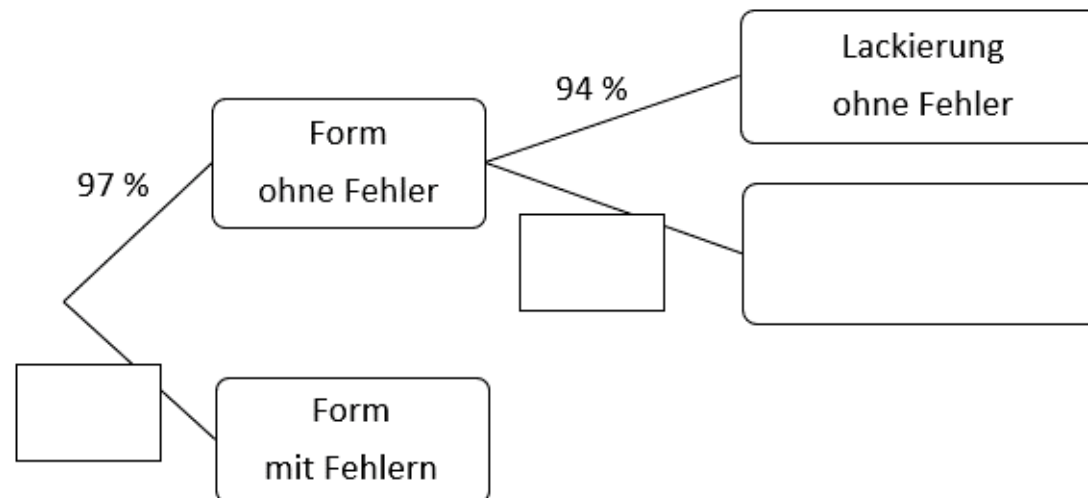 Lackierung
ohne Fehler
94 %
Form
ohne Fehler
97 %
Form
mit Fehlern